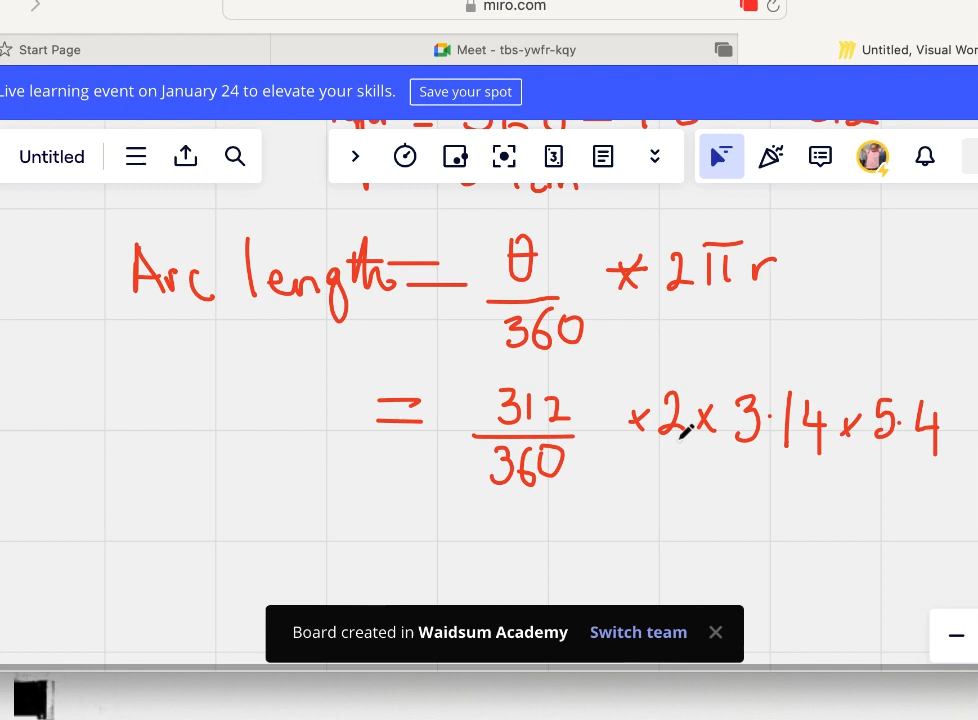 miro.com
Start Page
Meet - tbs-ywfr-kqy
Untitled, Visual Wor
Live learning event on January 24 to elevate your skills.
Save your spot
Untitled
3
Arc length = θ/360 * 2πr
= 312/360 × 2 × 3.14 × 5.4
Board created in Waidsum Academy
Switch team